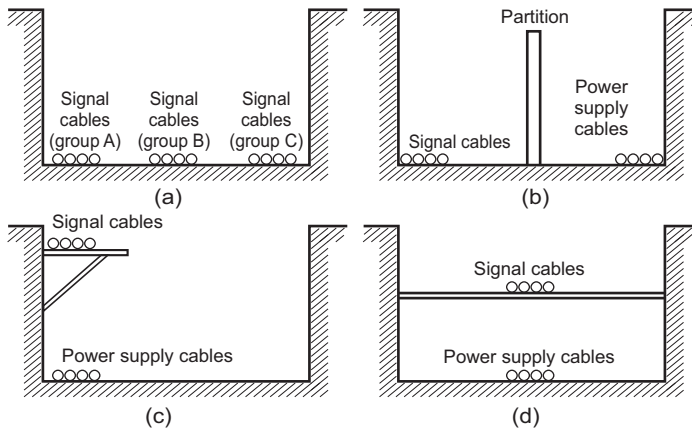 Signal
cables
(group A)
Signal
cables
(group B)
Signal
cables
(group C)
(a)
Partition
Signal cables
Power
supply
cables
(b)
Signal cables
Power supply cables
(c)
Signal cables
Power supply cables
(d)